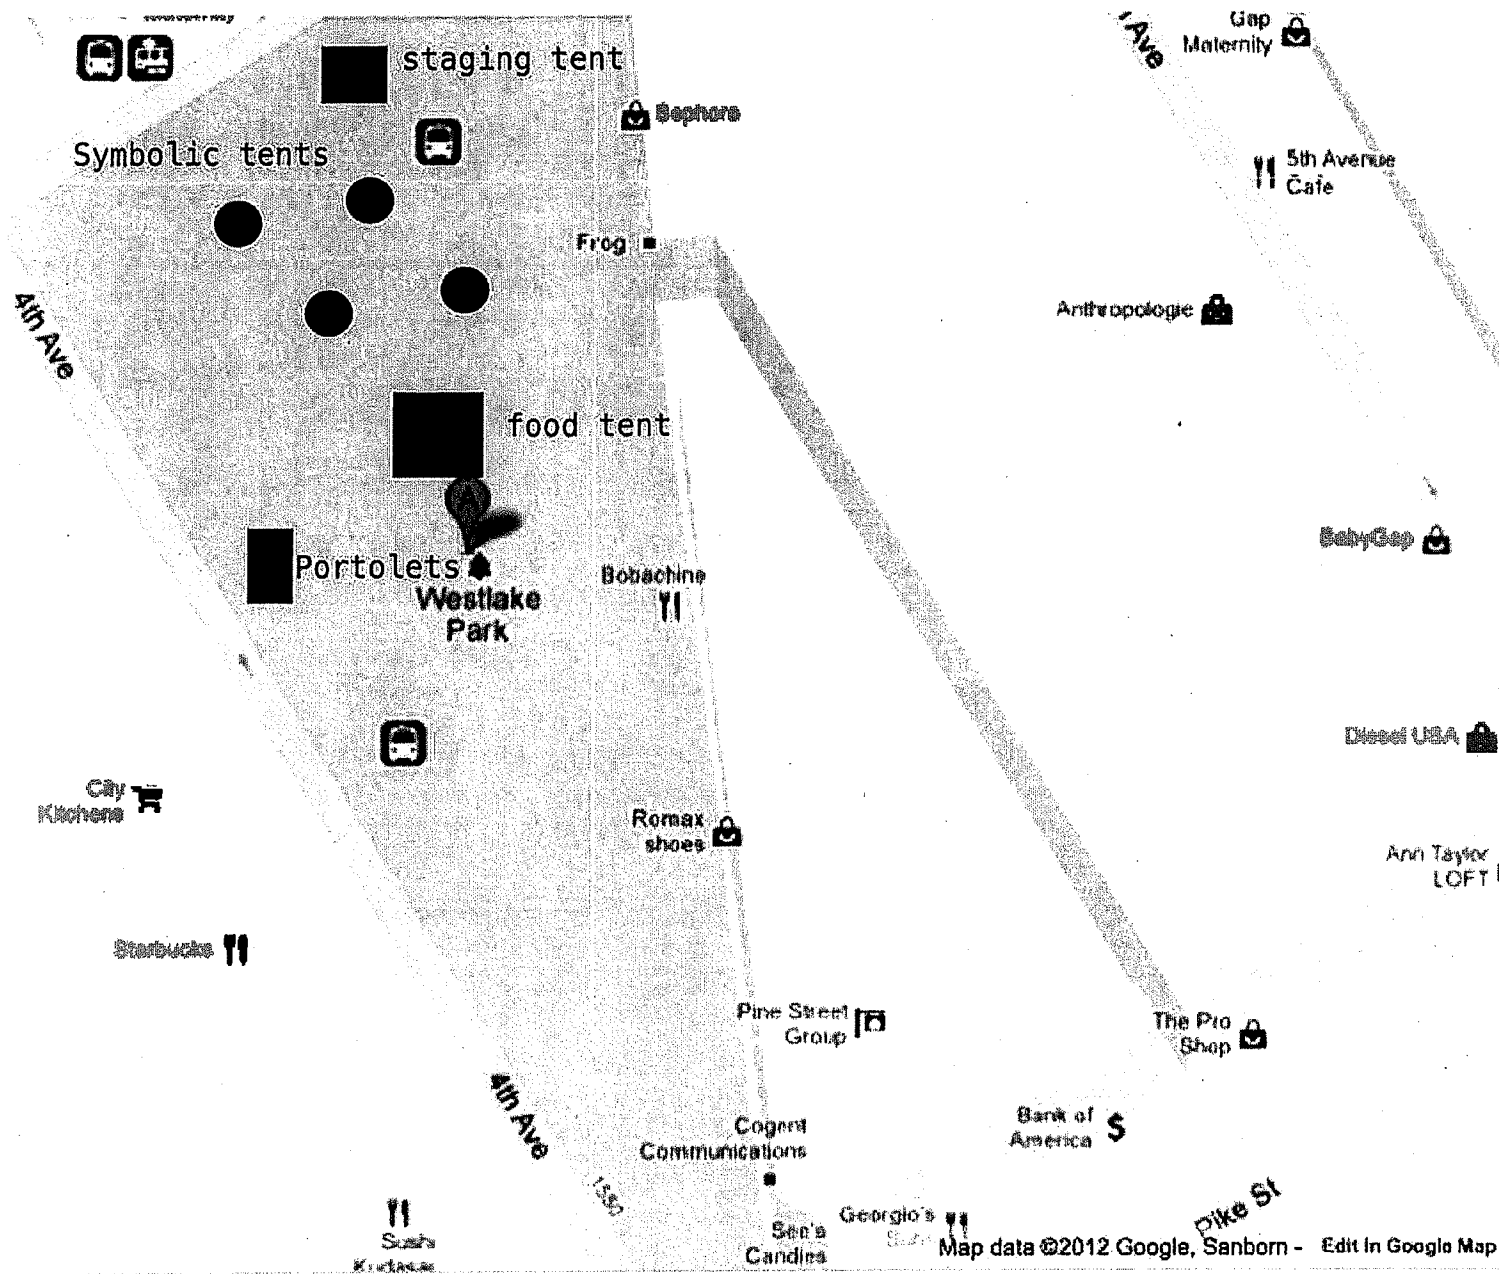 Gap
Maternity
Ave
staging tent
Sephora
Symbolic tents
5th Avenue
Cafe
Frog
4th Ave
Anthropologie
food tent
A
BabyGap
Portolets
Westlake
Park
Bobachine
Diesel USA
City
Kitchens
Romax
shoes
Ann Taylor
LOFT
Starbucks
Pine Street
Group
The Pro
Shop
4th Ave
Bank of
America
$
Cogent
Communications
1530
Pike St
Georgio's
Sushi
See's
Candies
Map data ©2012 Google, Sanborn - Edit in Google Map